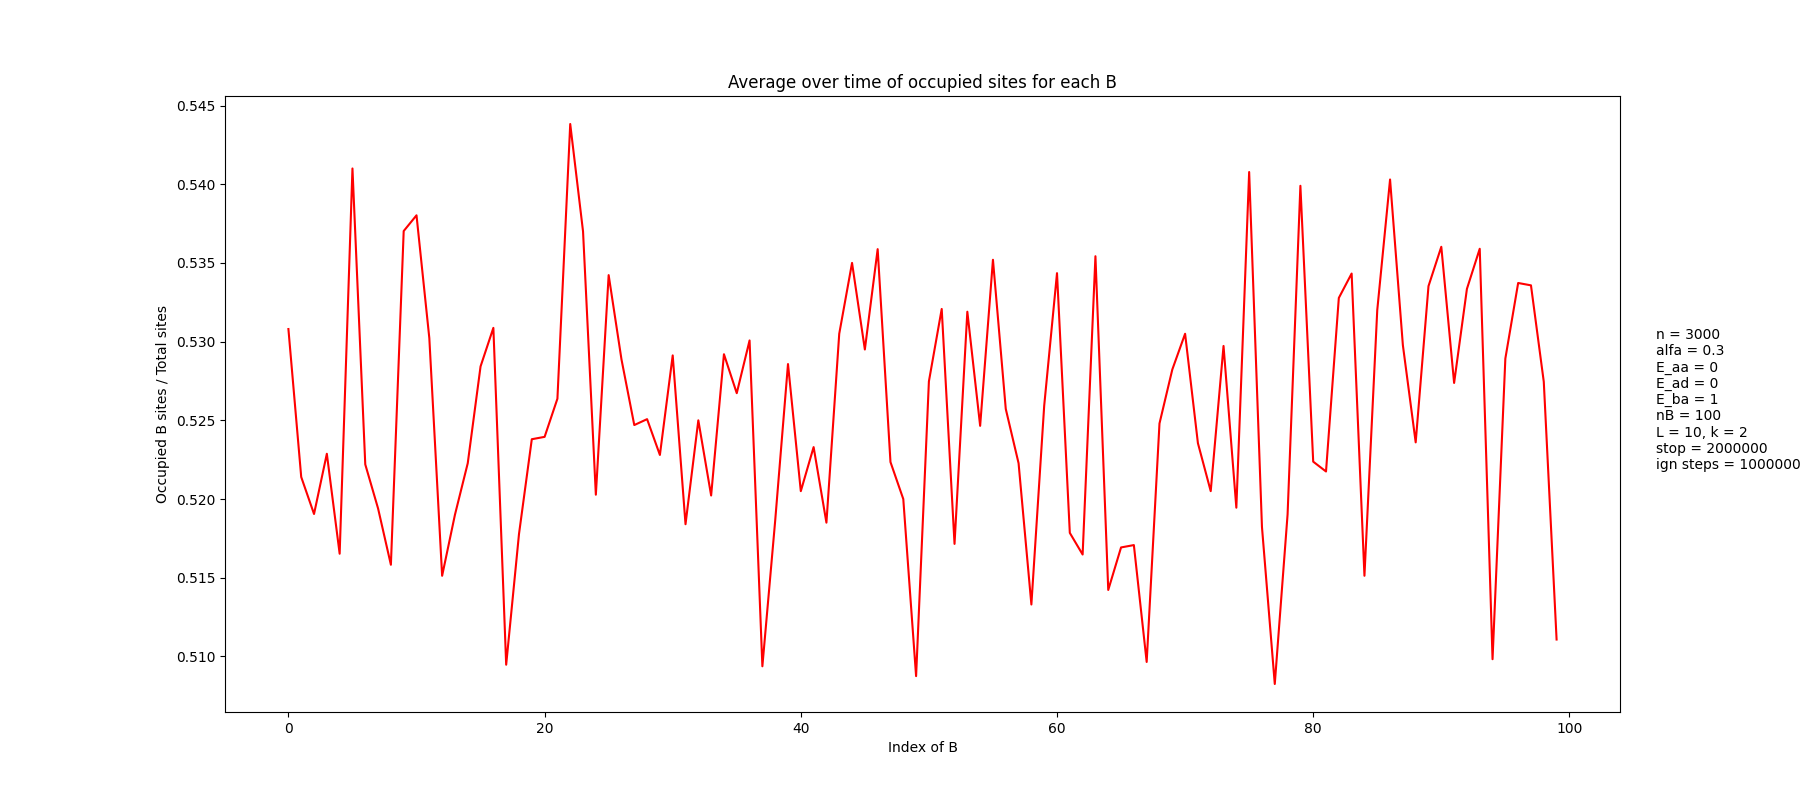 Average over time of occupied sites for each B
0.545
0.540
0.535
0.530
0.525
0.520
0.515
0.510
Occupied B sites / Total sites
0 20 40 60 80 100
Index of B
n = 3000
alfa = 0.3
E_aa = 0
E_ad = 0
E_ba = 1
nB = 100
L = 10, k = 2
stop = 2000000
ign steps = 1000000